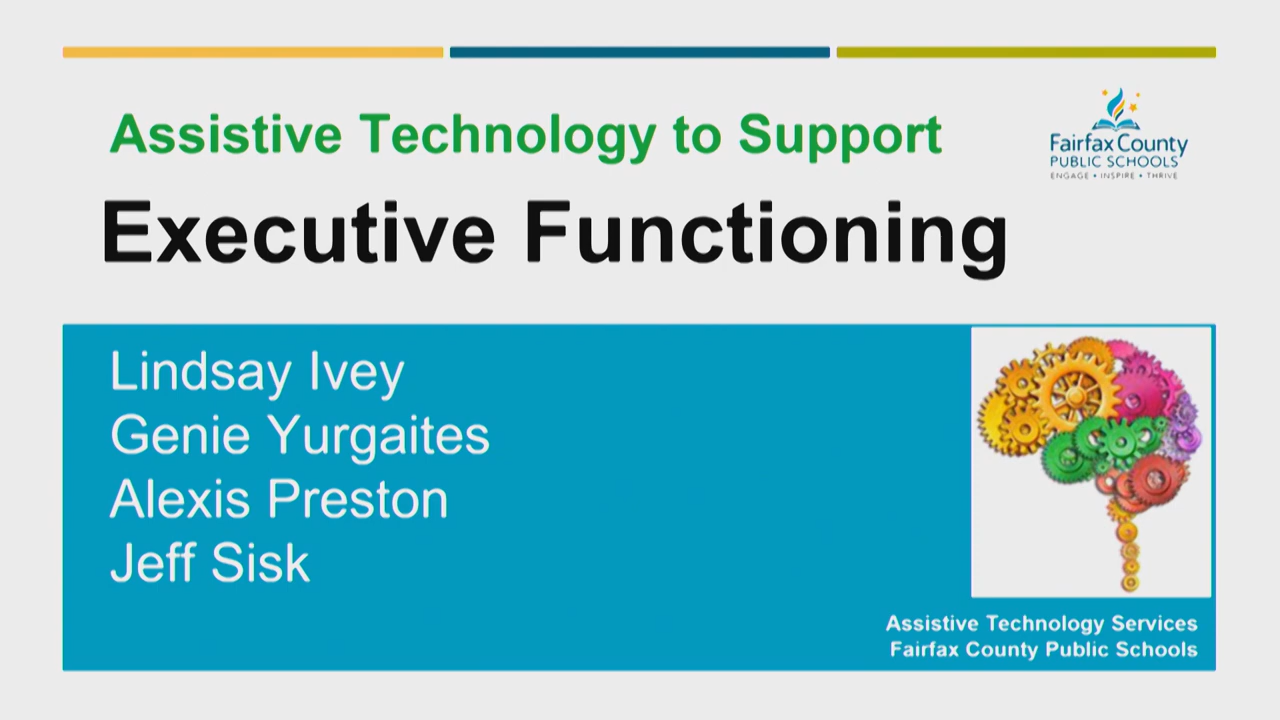 Assistive Technology to Support
Fairfax County
PUBLIC SCHOOLS
ENGAGE • INSPIRE • THRIVE
Executive Functioning
Lindsay Ivey
Genie Yurgaites
Alexis Preston
Jeff Sisk
Assistive Technology Services
Fairfax County Public Schools